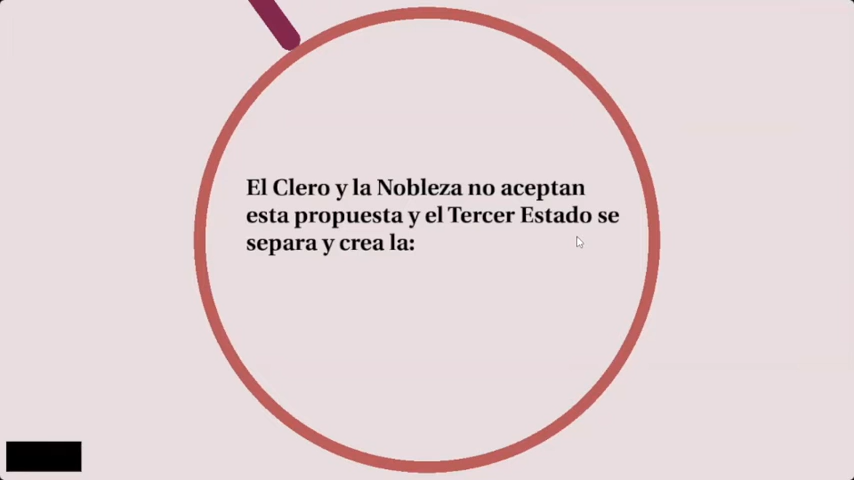 El Clero y la Nobleza no aceptan
esta propuesta y el Tercer Estado se
separa y crea la: